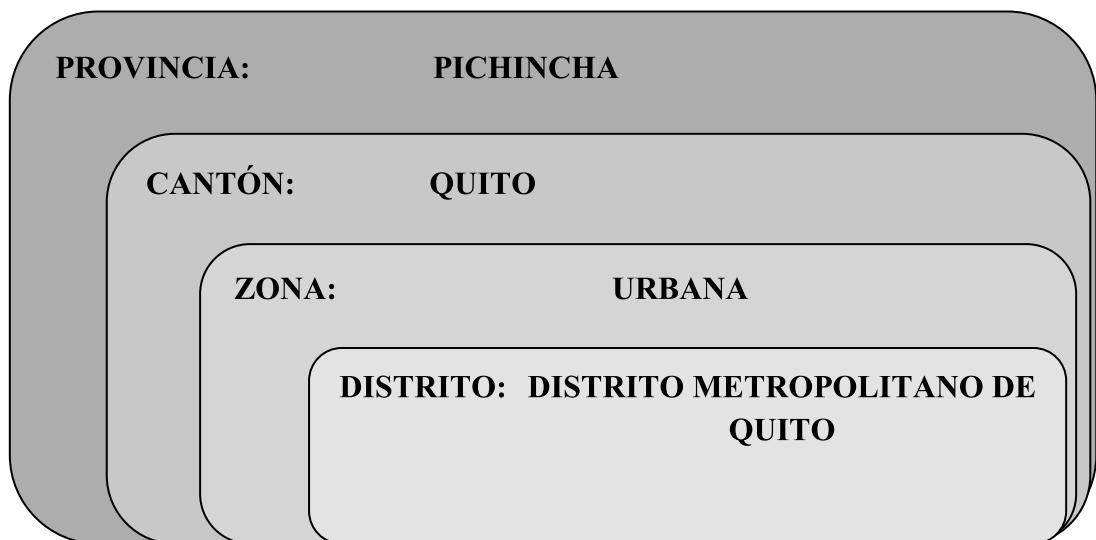 PROVINCIA: PICHINCHA
CANTÓN: QUITO
ZONA: URBANA
DISTRITO: DISTRITO METROPOLITANO DE
QUITO